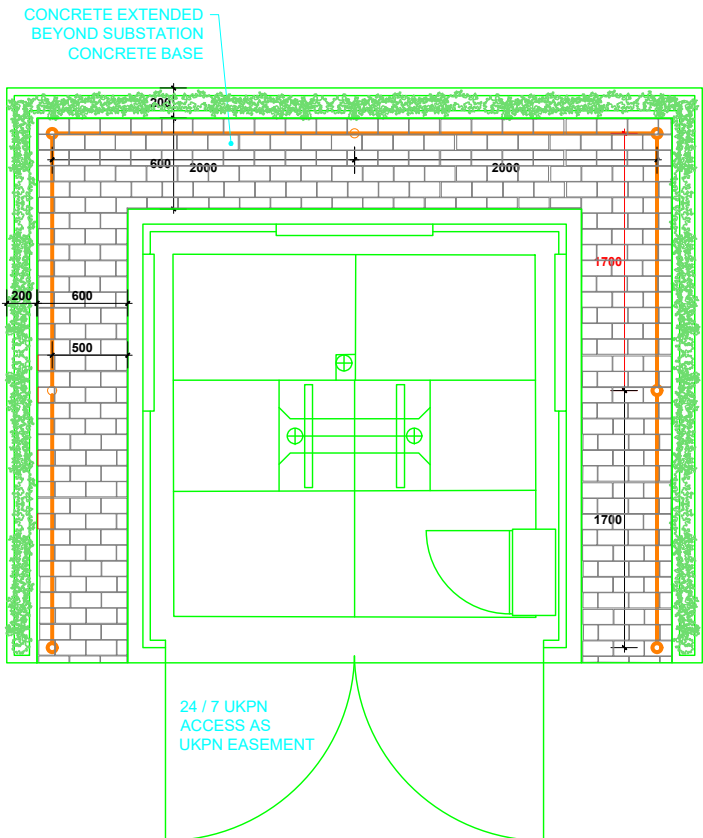 CONCRETE EXTENDED
BEYOND SUBSTATION
CONCRETE BASE
200
600
2000
2000
1700
200
600
500
1700
24 / 7 UKPN
ACCESS AS
UKPN EASEMENT